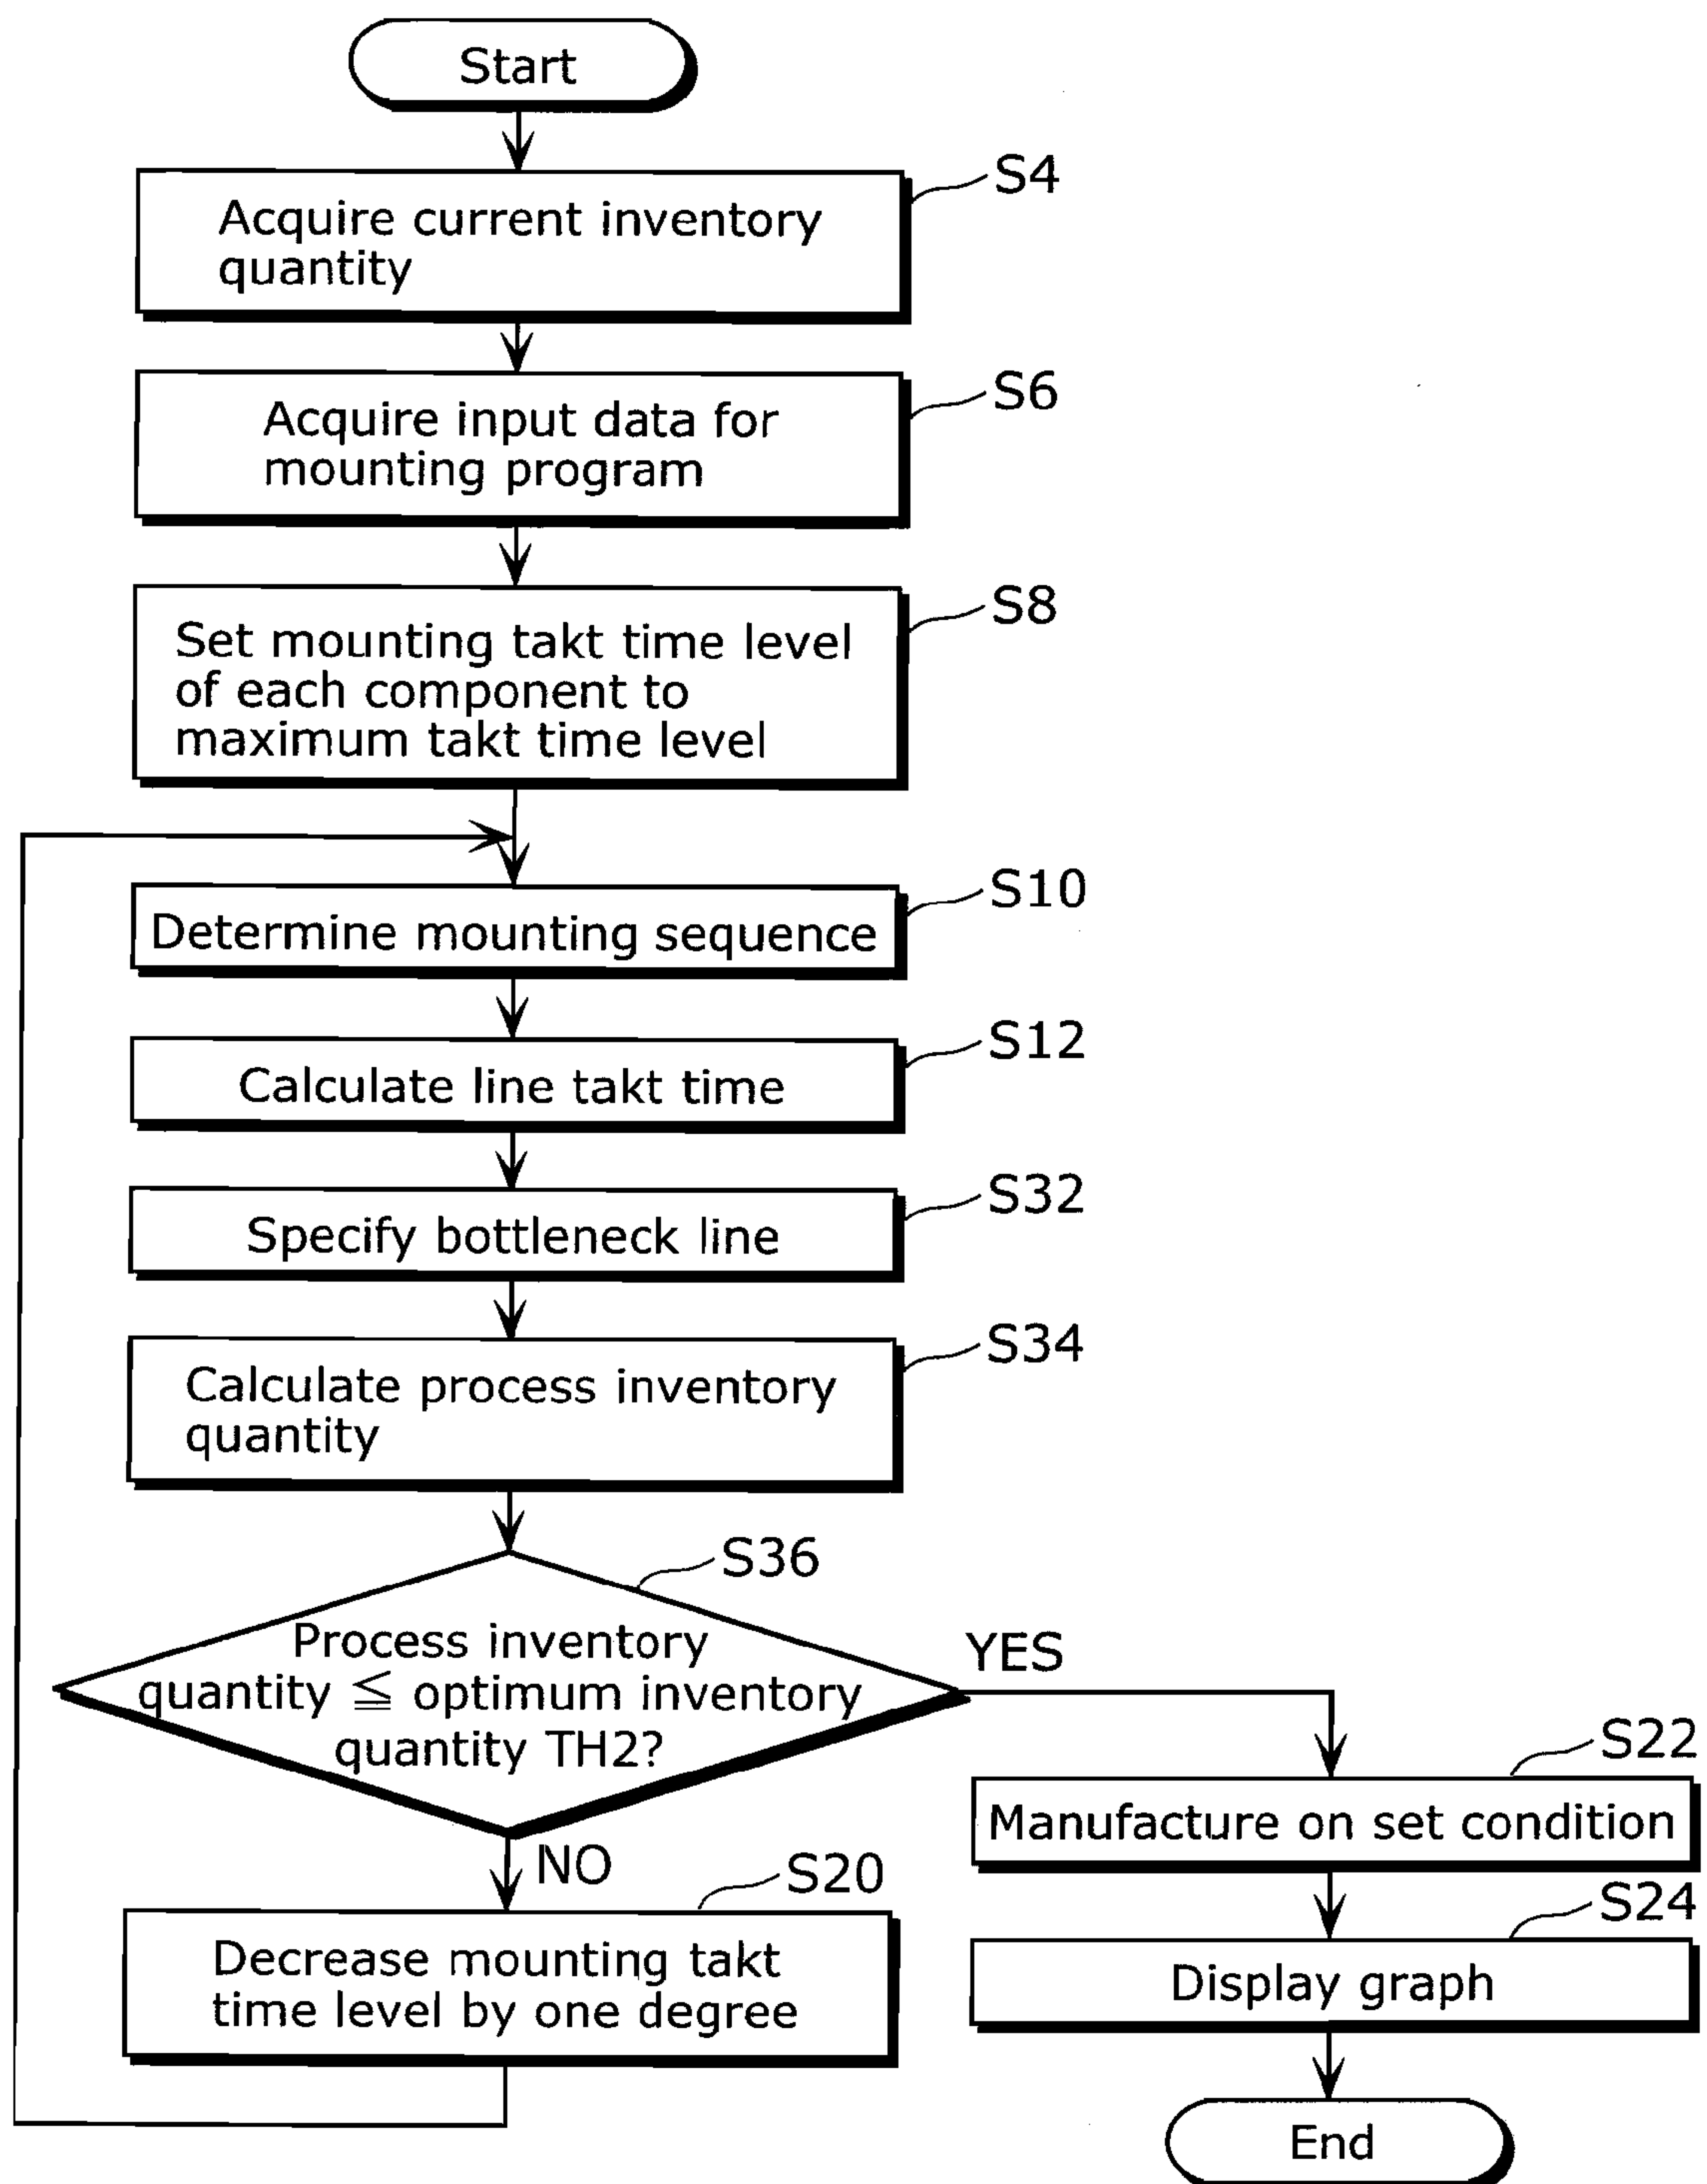 Start
S4
Acquire current inventory
quantity
S6
Acquire input data for
mounting program
S8
Set mounting takt time level
of each component to
maximum takt time level
S10
Determine mounting sequence
S12
Calculate line takt time
S32
Specify bottleneck line
S34
Calculate process inventory
quantity
S36
Process inventory
quantity ≦ optimum inventory
quantity TH2?
YES
NO
S20
Decrease mounting takt
time level by one degree
S22
Manufacture on set condition
S24
Display graph
End